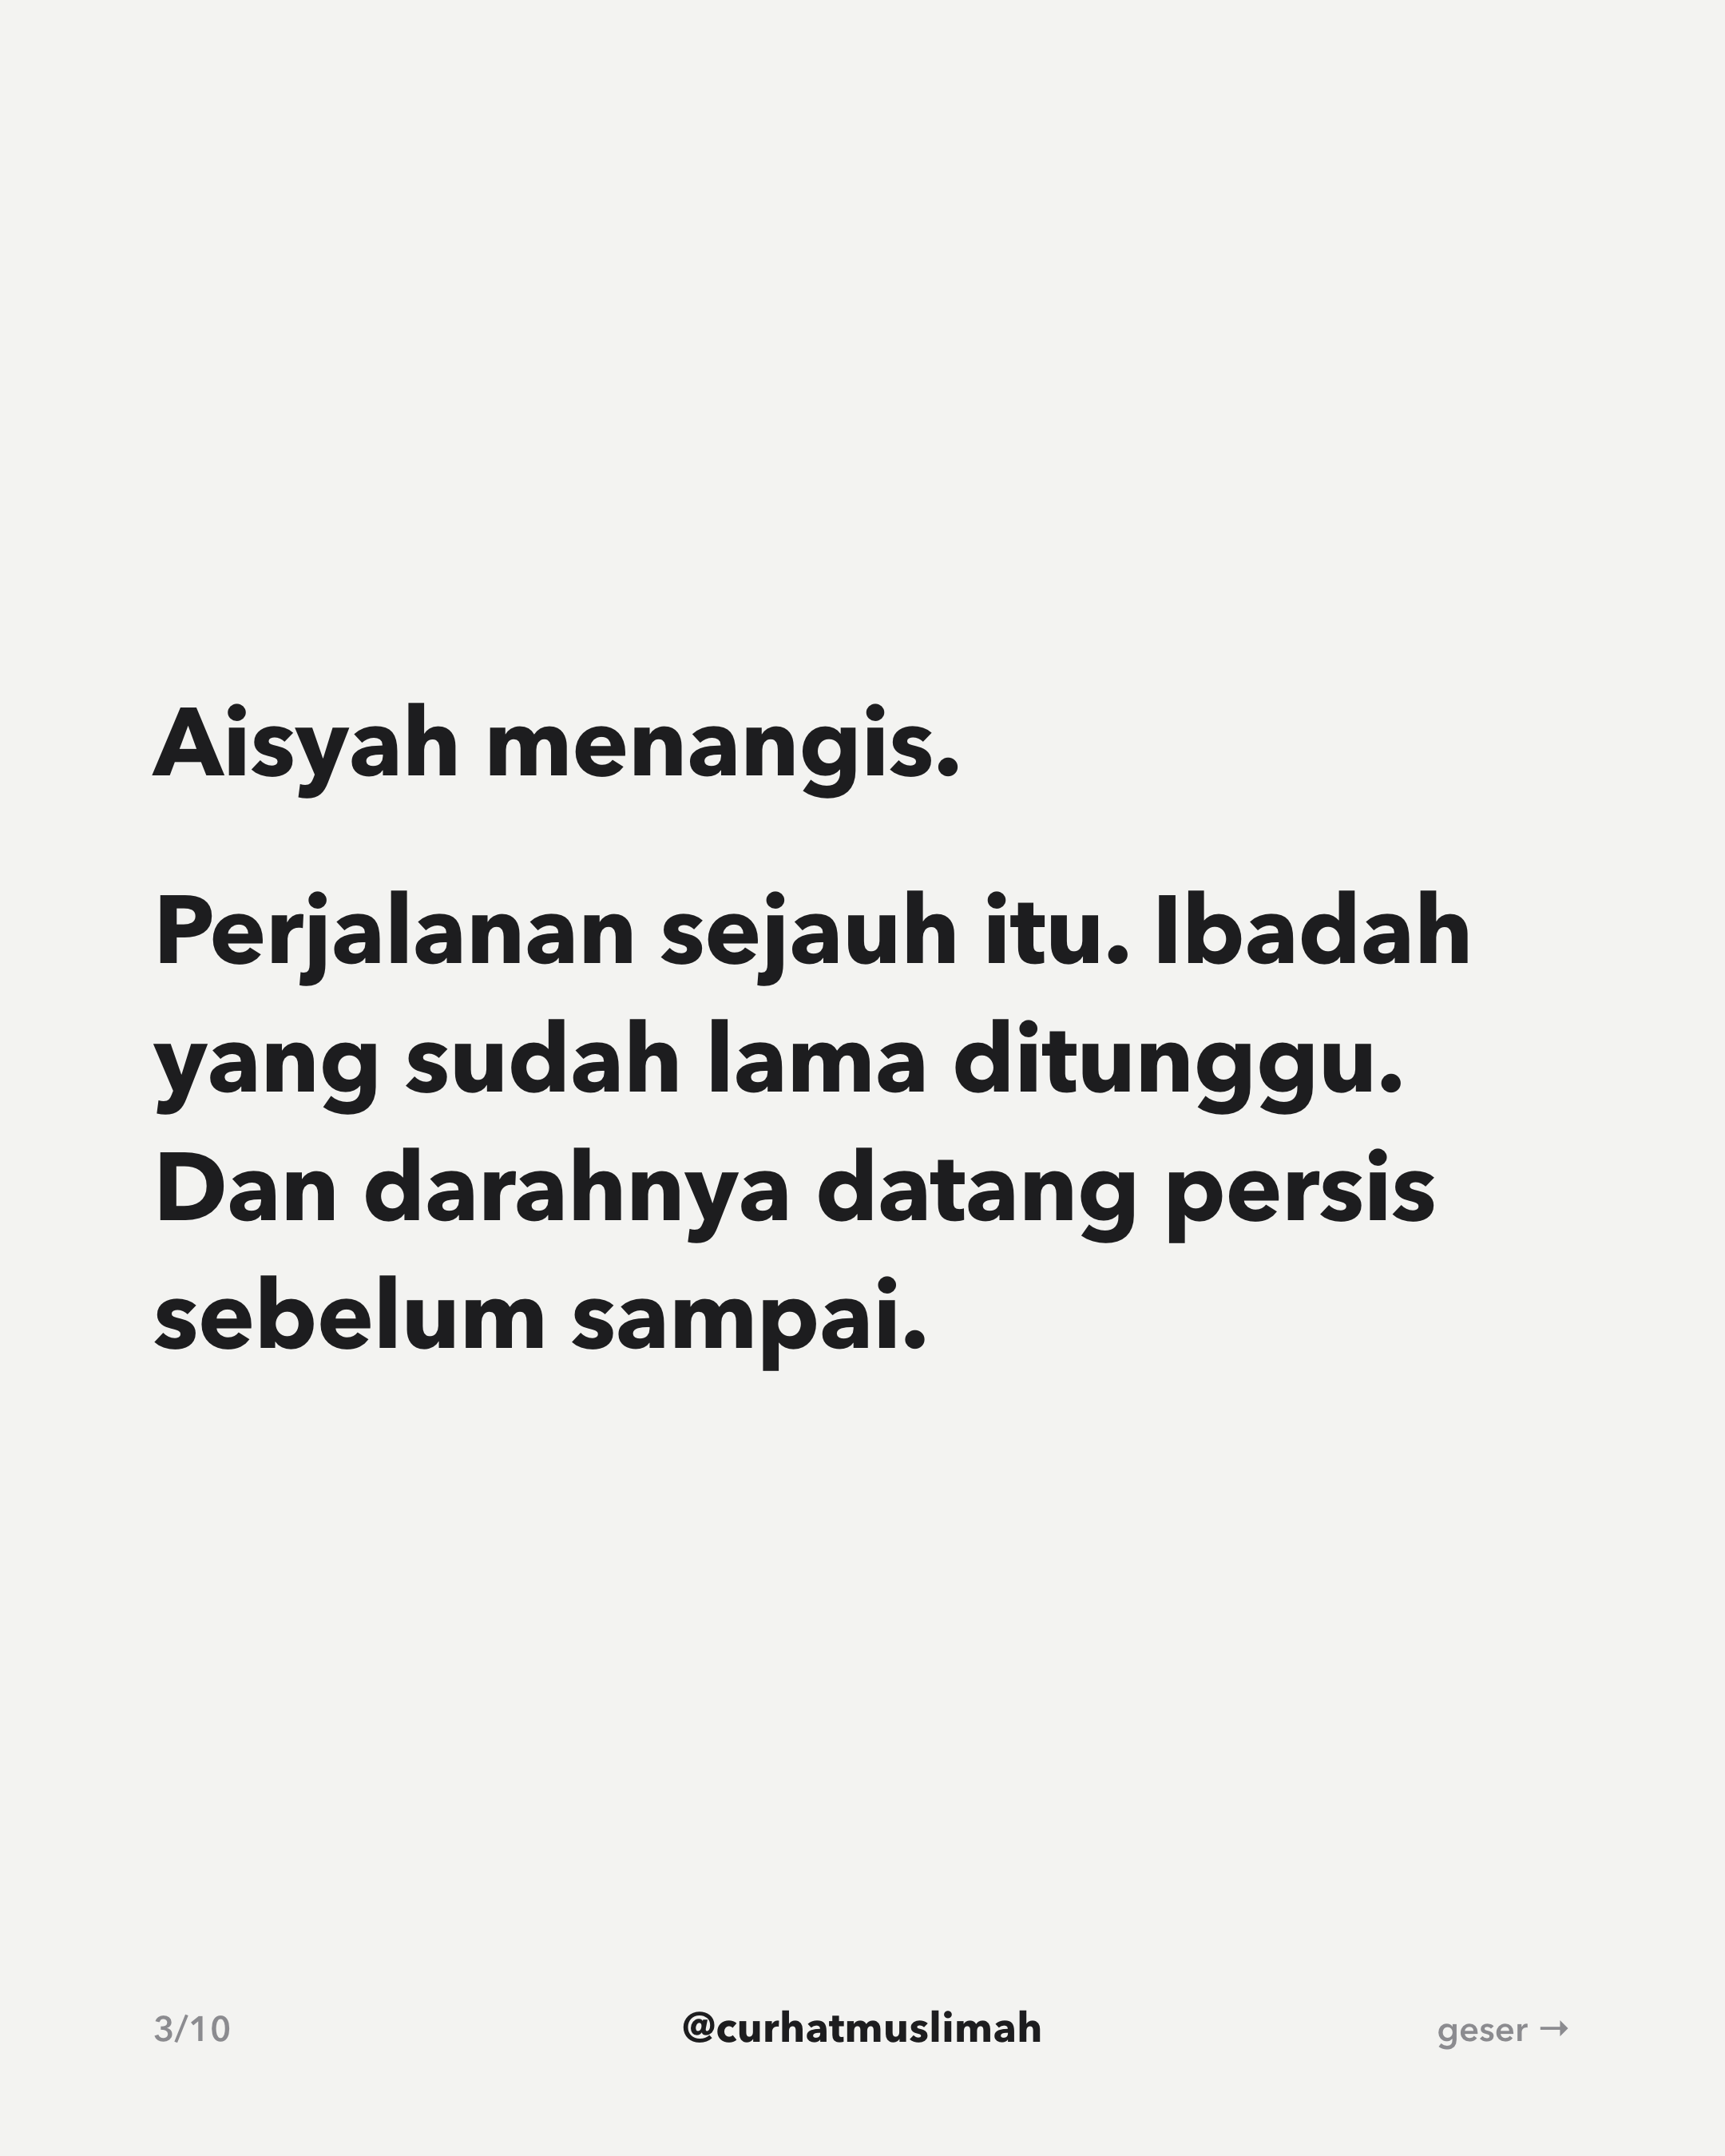 Aisyah menangis.
Perjalanan sejauh itu. Ibadah
yang sudah lama ditunggu.
Dan darahnya datang persis
sebelum sampai.
3/10
@curhatmuslimah
geser →